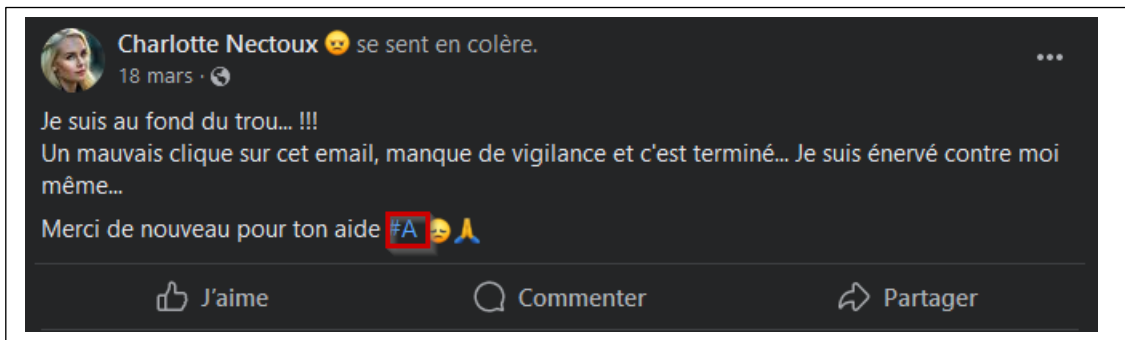 Charlotte Nectoux 😠 se sent en colère.
18 mars ·
Je suis au fond du trou... !!!
Un mauvais clique sur cet email, manque de vigilance et c'est terminé... Je suis énervé contre moi
même...
Merci de nouveau pour ton aide #A 😞🙏
J'aime
Commenter
Partager